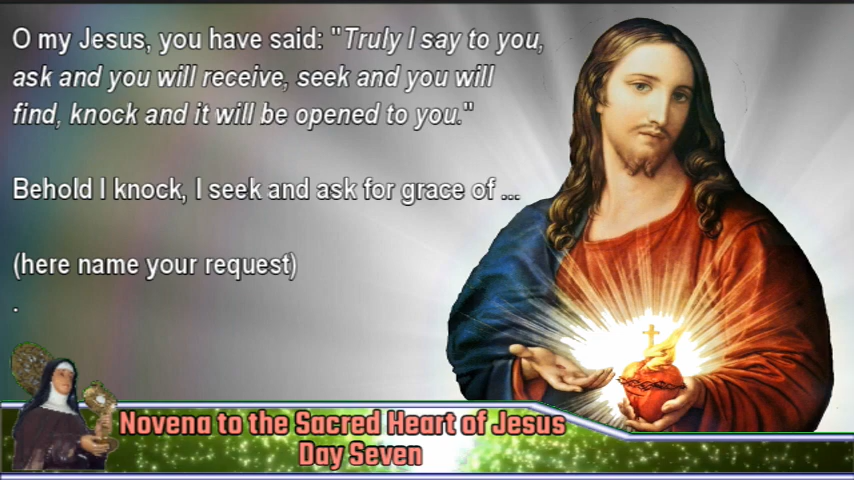 O my Jesus, you have said: "Truly I say to you,
ask and you will receive, seek and you will
find, knock and it will be opened to you."
Behold I knock, I seek and ask for grace of ...
(here name your request)
.
Novena to the Sacred Heart of Jesus
Day Seven